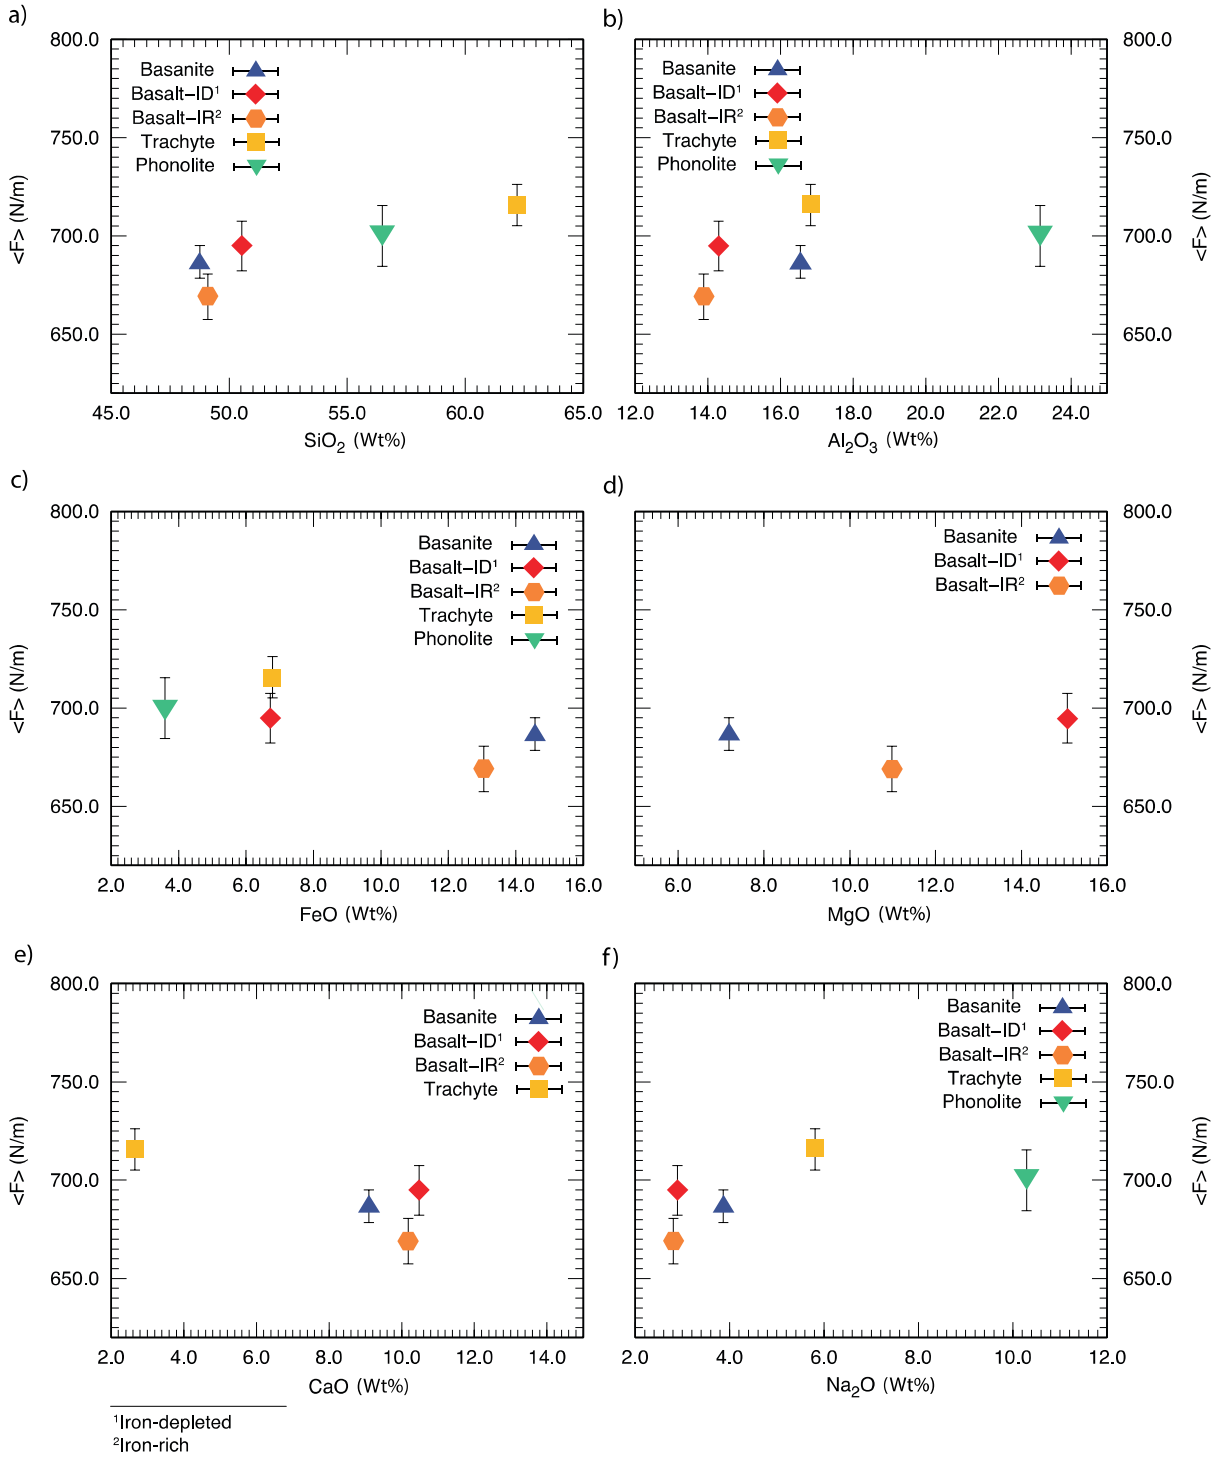 a)
800.0
750.0
700.0
650.0
<F> (N/m)
Basanite
Basalt–ID¹
Basalt–IR²
Trachyte
Phonolite
45.0 50.0 55.0 60.0 65.0
SiO₂ (Wt%)
b)
800.0
750.0
700.0
650.0
<F> (N/m)
Basanite
Basalt–ID¹
Basalt–IR²
Trachyte
Phonolite
12.0 14.0 16.0 18.0 20.0 22.0 24.0
Al₂O₃ (Wt%)
c)
800.0
750.0
700.0
650.0
<F> (N/m)
Basanite
Basalt–ID¹
Basalt–IR²
Trachyte
Phonolite
2.0 4.0 6.0 8.0 10.0 12.0 14.0 16.0
FeO (Wt%)
d)
800.0
750.0
700.0
650.0
<F> (N/m)
Basanite
Basalt–ID¹
Basalt–IR²
6.0 8.0 10.0 12.0 14.0 16.0
MgO (Wt%)
e)
800.0
750.0
700.0
650.0
<F> (N/m)
Basanite
Basalt–ID¹
Basalt–IR²
Trachyte
2.0 4.0 6.0 8.0 10.0 12.0 14.0
CaO (Wt%)
f)
800.0
750.0
700.0
650.0
<F> (N/m)
Basanite
Basalt–ID¹
Basalt–IR²
Trachyte
Phonolite
2.0 4.0 6.0 8.0 10.0 12.0
Na₂O (Wt%)
¹Iron-depleted
²Iron-rich